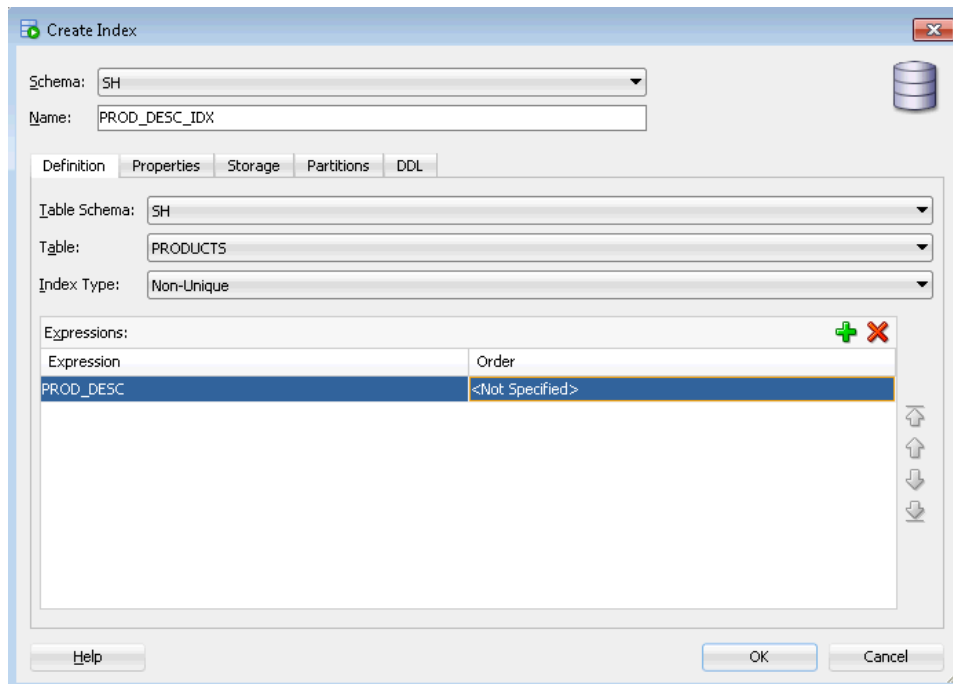 Create Index
Schema: SH
Name: PROD_DESC_IDX
Definition Properties Storage Partitions DDL
Table Schema: SH
Table: PRODUCTS
Index Type: Non-Unique
Expressions:
Expression Order
PROD_DESC <Not Specified>
Help OK Cancel